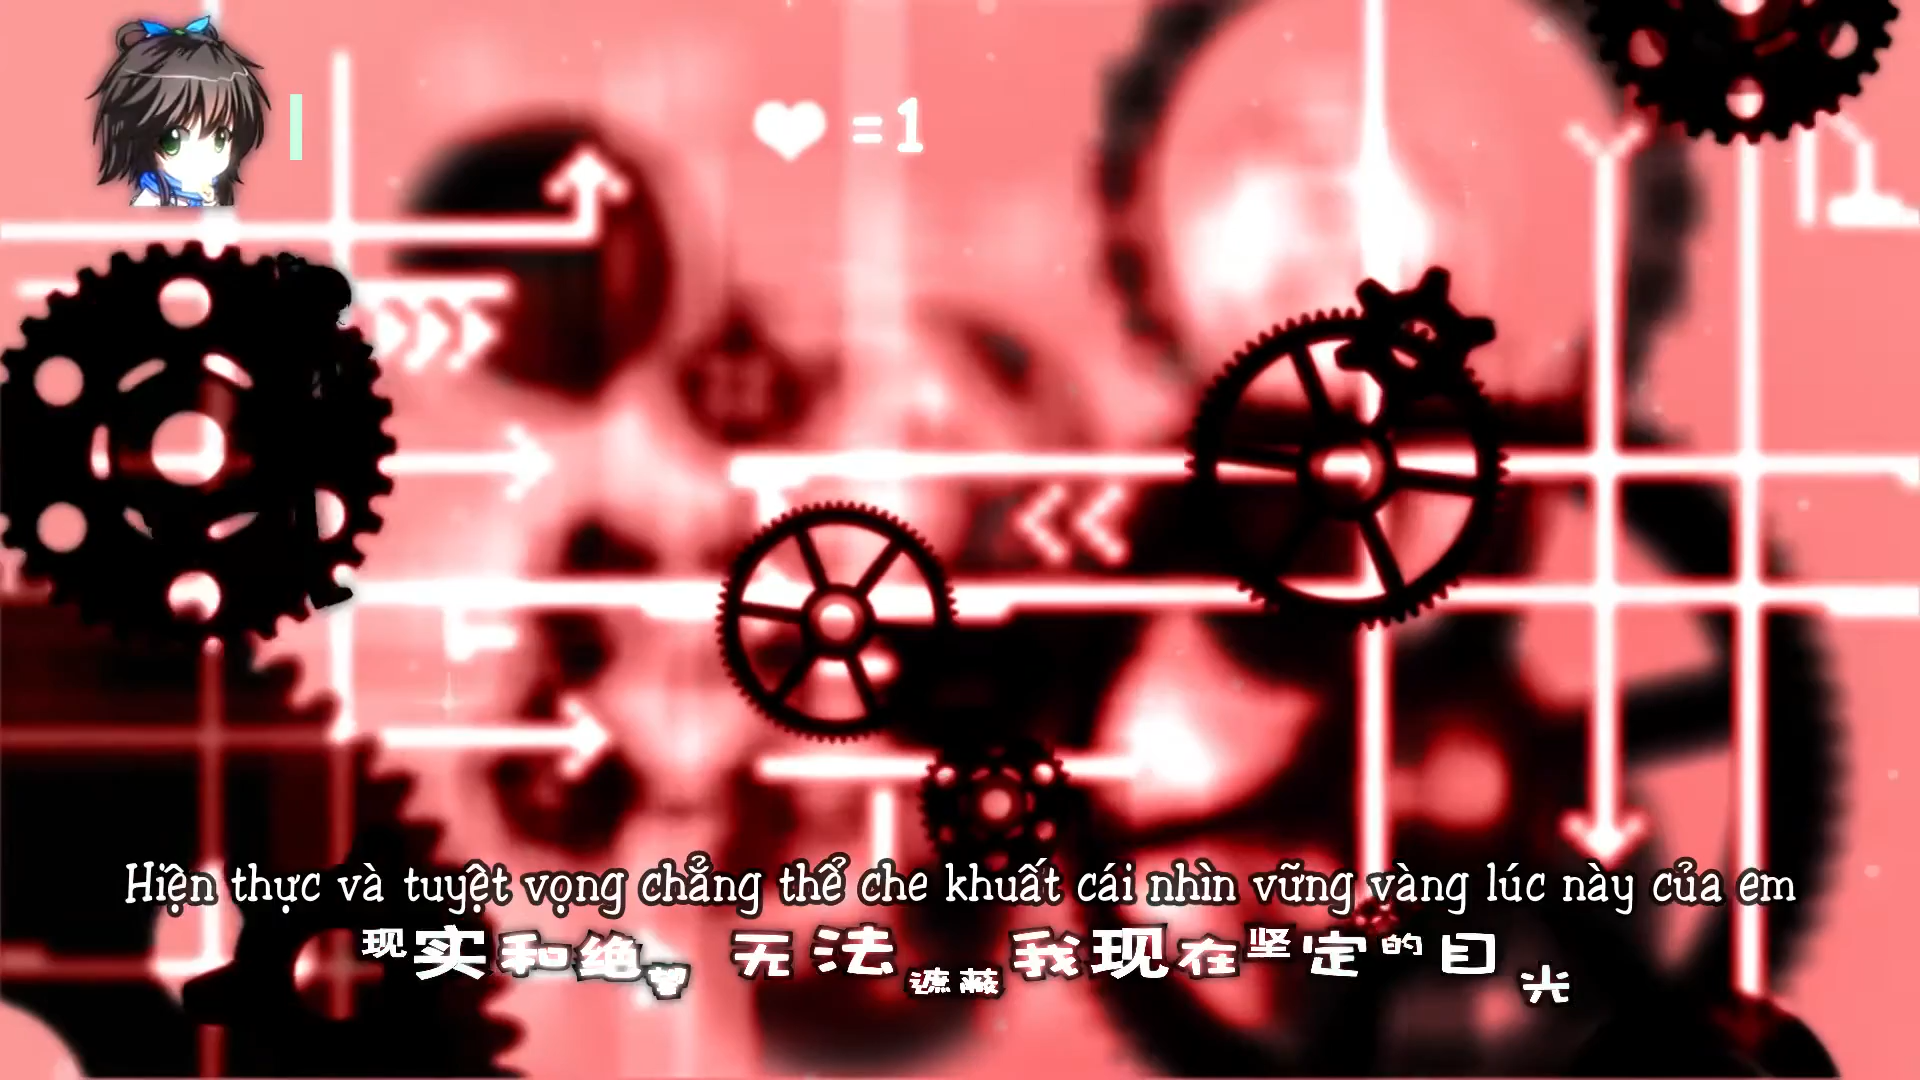 =1
Hiện thực và tuyệt vọng chẳng thể che khuất cái nhìn vững vàng lúc này của em
现实和绝望 无法遮蔽我现在坚定的目光